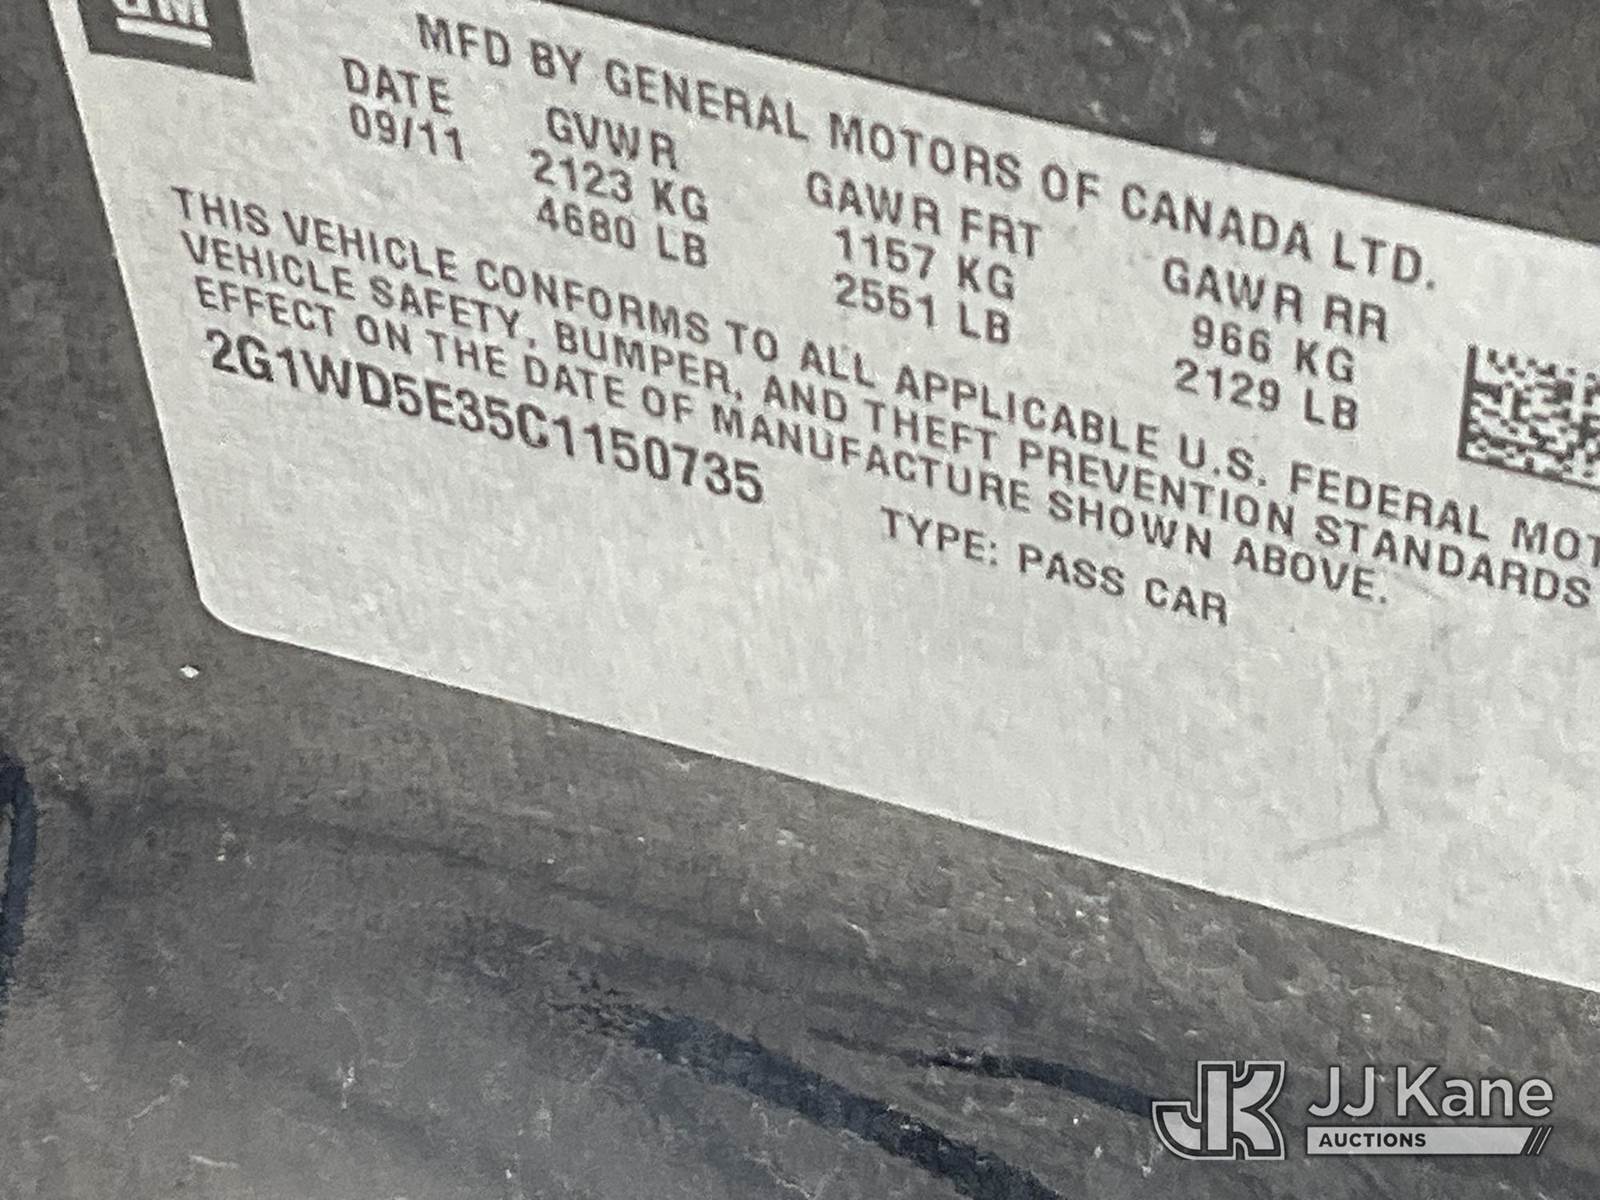 GM
MFD BY GENERAL MOTORS OF CANADA LTD.
DATE GVWR GAWR FRT GAWR RR
09/11 2123 KG 1157 KG 966 KG
4680 LB 2551 LB 2129 LB
THIS VEHICLE CONFORMS TO ALL APPLICABLE U.S. FEDERAL MOT
VEHICLE SAFETY, BUMPER, AND THEFT PREVENTION STANDARDS
EFFECT ON THE DATE OF MANUFACTURE SHOWN ABOVE.
2G1WD5E35C1150735 TYPE: PASS CAR
JK JJ Kane
AUCTIONS